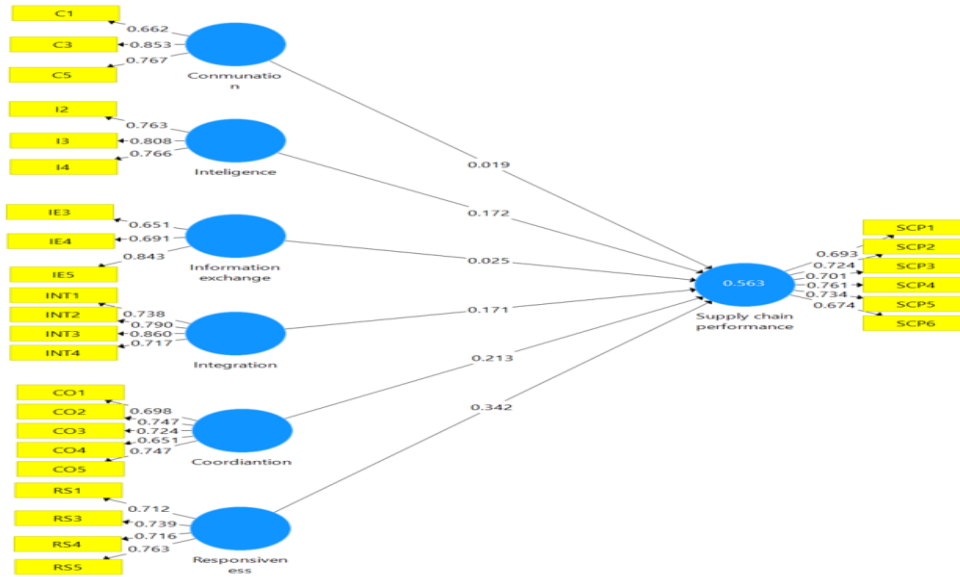 C1
0.662
C3
0.853
C5
0.767
Conmunatio
n
I2
0.763
I3
0.808
I4
0.766
Inteligence
IE3
0.651
IE4
0.691
IE5
0.843
Information
exchange
INT1
0.738
INT2
0.790
INT3
0.860
INT4
0.717
Integration
CO1
0.698
CO2
0.747
CO3
0.724
CO4
0.651
CO5
0.747
Coordiantion
RS1
0.712
RS3
0.739
RS4
0.716
RS5
0.763
Responsiven
ess
0.019
0.172
0.025
0.171
0.213
0.342
0.563
Supply chain
performance
SCP1
0.693
SCP2
0.724
SCP3
0.701
SCP4
0.761
SCP5
0.734
SCP6
0.674